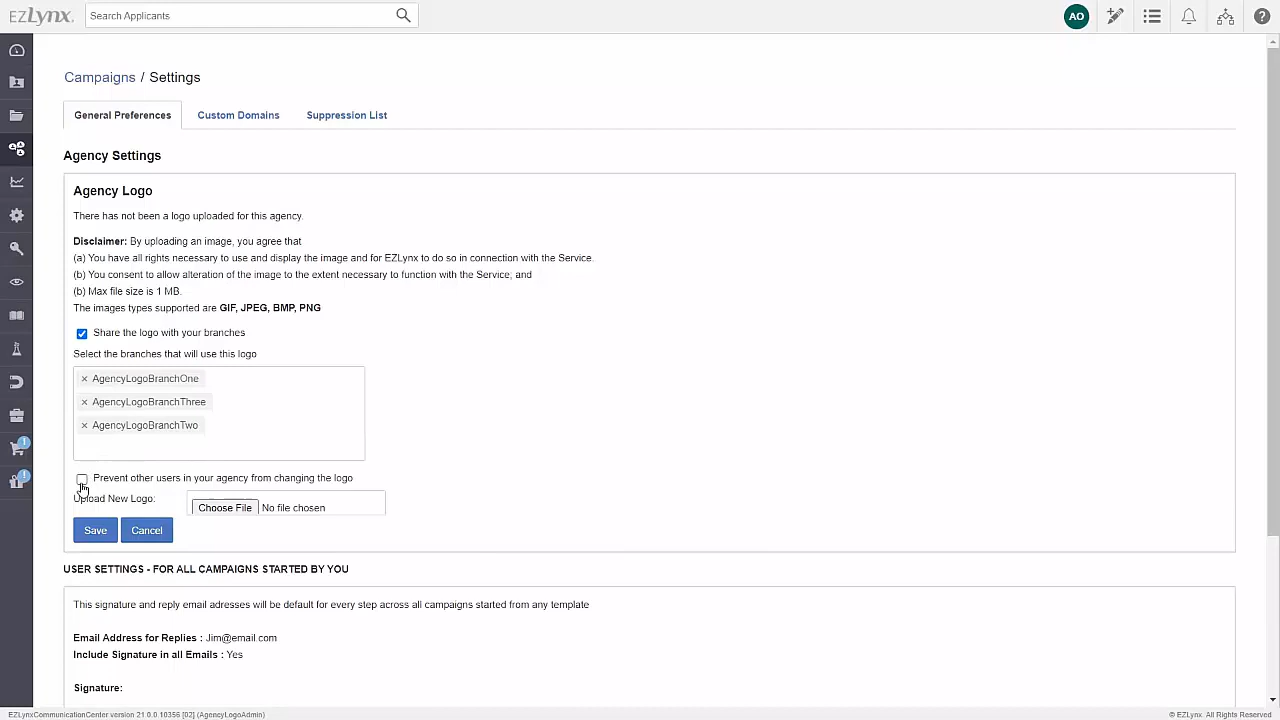 EZLynx. Search Applicants AO
Campaigns / Settings
General Preferences Custom Domains Suppression List
Agency Settings
Agency Logo
There has not been a logo uploaded for this agency.
Disclaimer: By uploading an image, you agree that
(a) You have all rights necessary to use and display the image and for EZLynx to do so in connection with the Service.
(b) You consent to allow alteration of the image to the extent necessary to function with the Service; and
(b) Max file size is 1 MB.
The images types supported are GIF, JPEG, BMP, PNG
Share the logo with your branches
Select the branches that will use this logo
× AgencyLogoBranchOne
× AgencyLogoBranchThree
× AgencyLogoBranchTwo
Prevent other users in your agency from changing the logo
Upload New Logo: Choose File No file chosen
Save Cancel
USER SETTINGS - FOR ALL CAMPAIGNS STARTED BY YOU
This signature and reply email adresses will be default for every step across all campaigns started from any template
Email Address for Replies : Jim@email.com
Include Signature in all Emails : Yes
Signature:
EZLynxCommunicationCenter version 21.0.0.10356 [02] (AgencyLogoAdmin) © EZLynx. All Rights Reserved